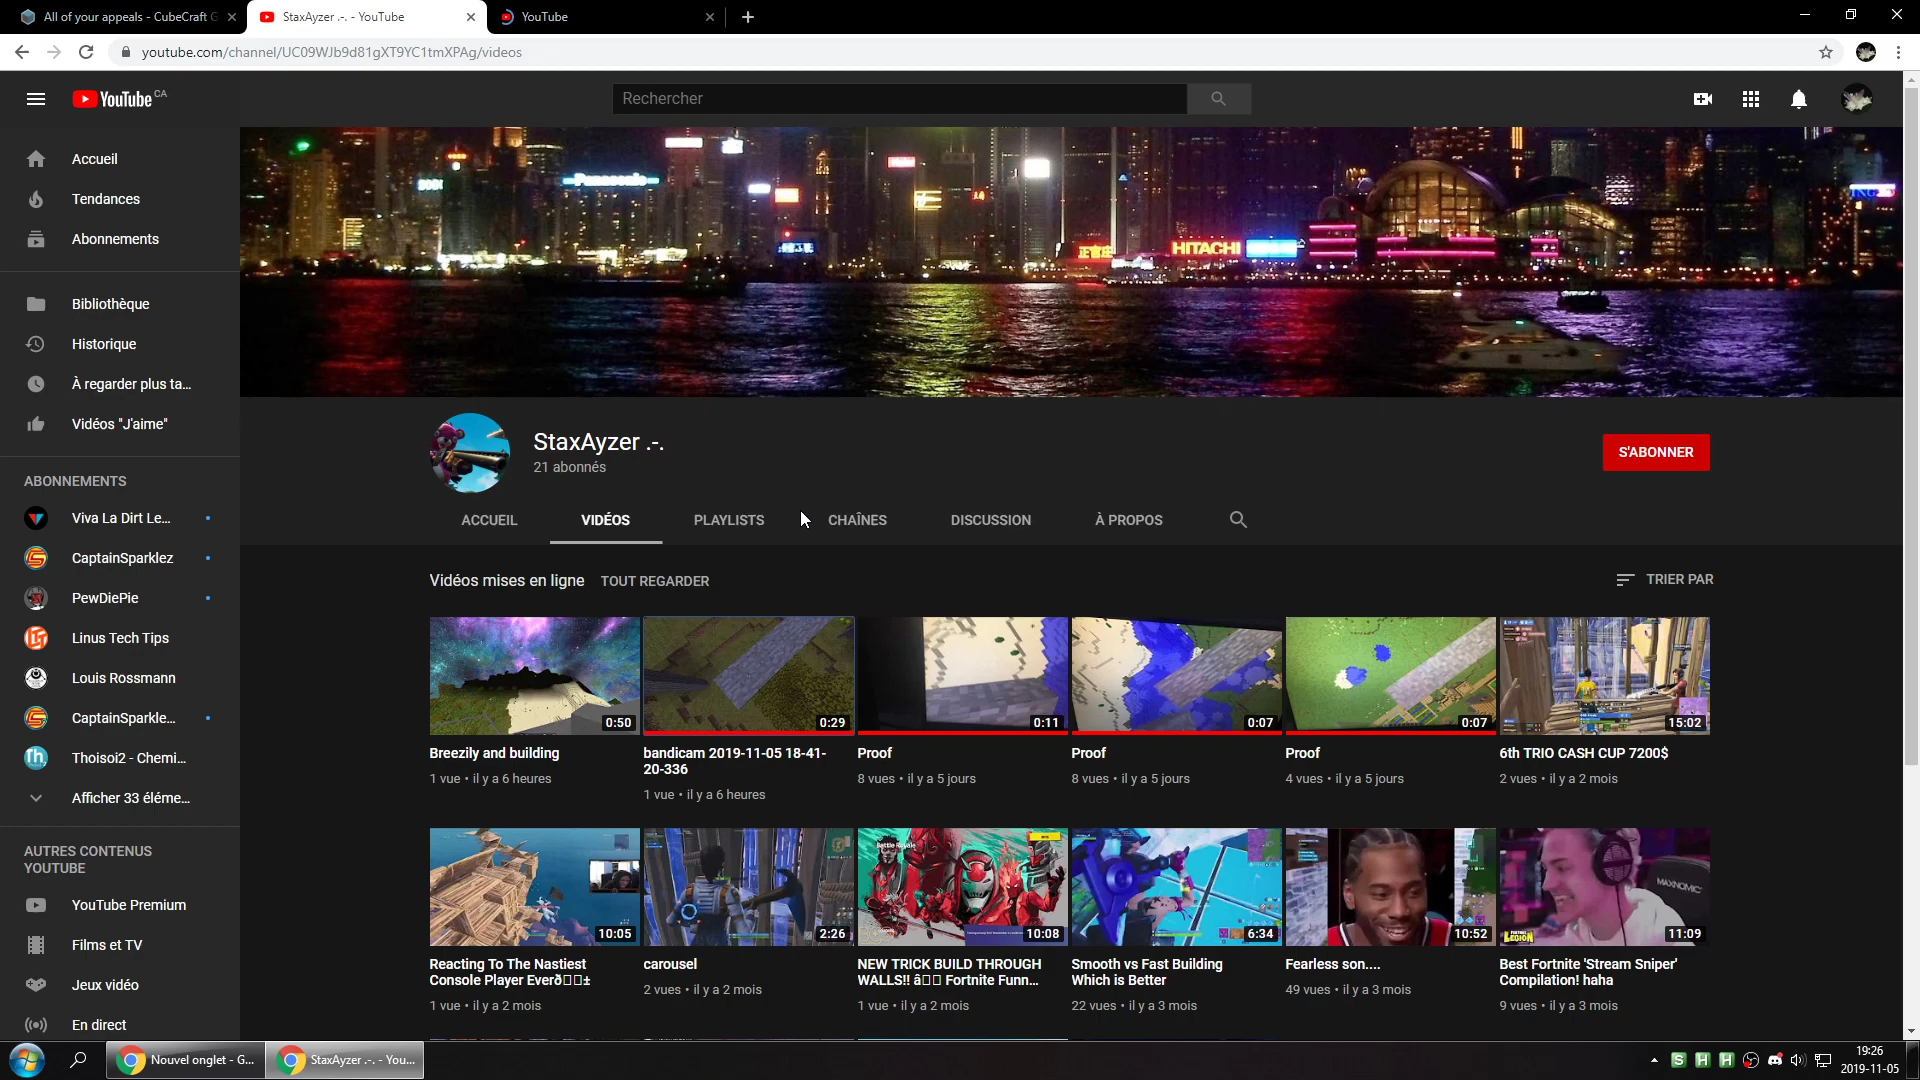 All of your appeals - CubeCraft G
StaxAyzer .-. - YouTube
YouTube
youtube.com/channel/UC09WJb9d81gXT9YC1tmXPAg/videos
YouTube CA
Rechercher
Accueil
Tendances
Abonnements
Bibliothèque
Historique
À regarder plus ta...
Vidéos "J'aime"
ABONNEMENTS
Viva La Dirt Le...
CaptainSparklez
PewDiePie
Linus Tech Tips
Louis Rossmann
CaptainSparkle...
Thoisoi2 - Chemi...
Afficher 33 éléme...
AUTRES CONTENUS
YOUTUBE
YouTube Premium
Films et TV
Jeux vidéo
En direct
Panasonic
HITACHI
StaxAyzer .-.
21 abonnés
S'ABONNER
ACCUEIL
VIDÉOS
PLAYLISTS
CHAÎNES
DISCUSSION
À PROPOS
Vidéos mises en ligne
TOUT REGARDER
TRIER PAR
0:50
Breezily and building
1 vue • il y a 6 heures
0:29
bandicam 2019-11-05 18-41-
20-336
1 vue • il y a 6 heures
0:11
Proof
8 vues • il y a 5 jours
0:07
Proof
8 vues • il y a 5 jours
0:07
Proof
4 vues • il y a 5 jours
15:02
6th TRIO CASH CUP 7200$
2 vues • il y a 2 mois
10:05
Reacting To The Nastiest
Console Player Everð▯▯±
1 vue • il y a 2 mois
2:26
carousel
2 vues • il y a 2 mois
Battle Royale
10:08
NEW TRICK BUILD THROUGH
WALLS!! â▯▯ Fortnite Funn...
1 vue • il y a 2 mois
6:34
Smooth vs Fast Building
Which is Better
22 vues • il y a 3 mois
10:52
Fearless son....
49 vues • il y a 3 mois
MAXNOMIC
LEGION
11:09
Best Fortnite 'Stream Sniper'
Compilation! haha
9 vues • il y a 3 mois
Nouvel onglet - G...
StaxAyzer .-. - You...
19:26
2019-11-05